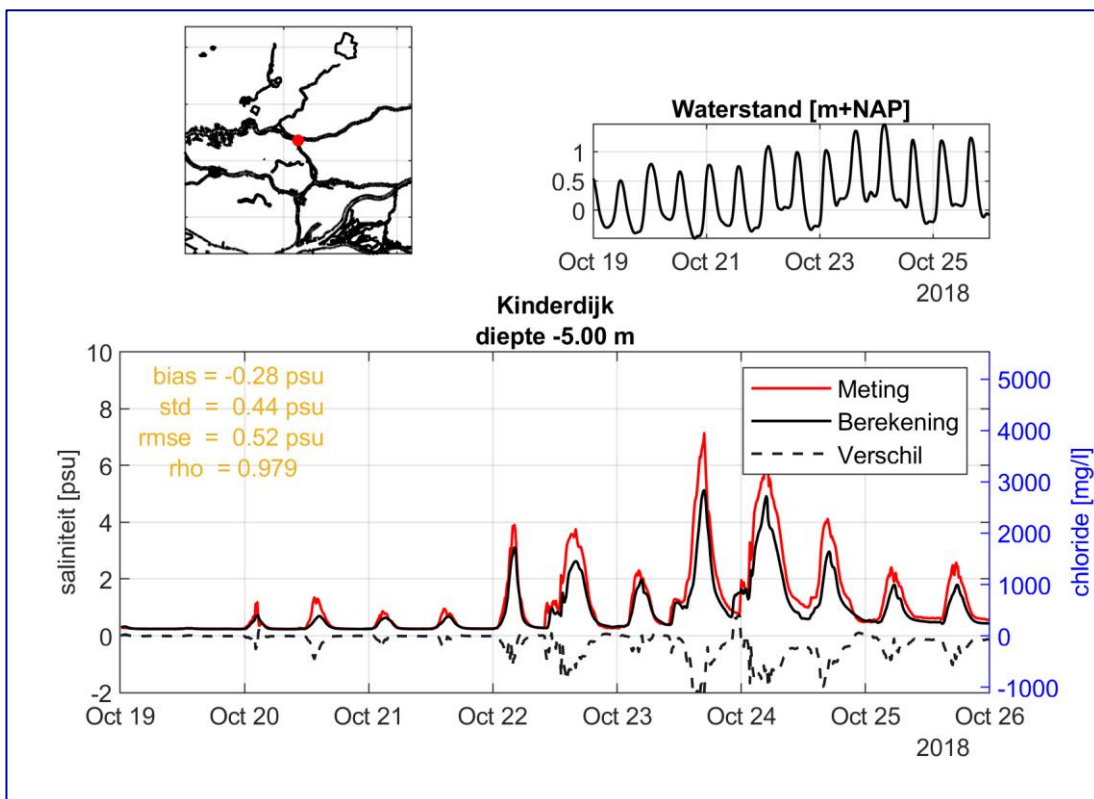 Waterstand [m+NAP]
1
0.5
0
Oct 19
Oct 21
Oct 23
Oct 25
2018
Kinderdijk
diepte -5.00 m
bias = -0.28 psu
std = 0.44 psu
rmse = 0.52 psu
rho = 0.979
Meting
Berekening
Verschil
saliniteit [psu]
10
8
6
4
2
0
-2
chloride [mg/l]
5000
4000
3000
2000
1000
0
-1000
Oct 19
Oct 20
Oct 21
Oct 22
Oct 23
Oct 24
Oct 25
Oct 26
2018